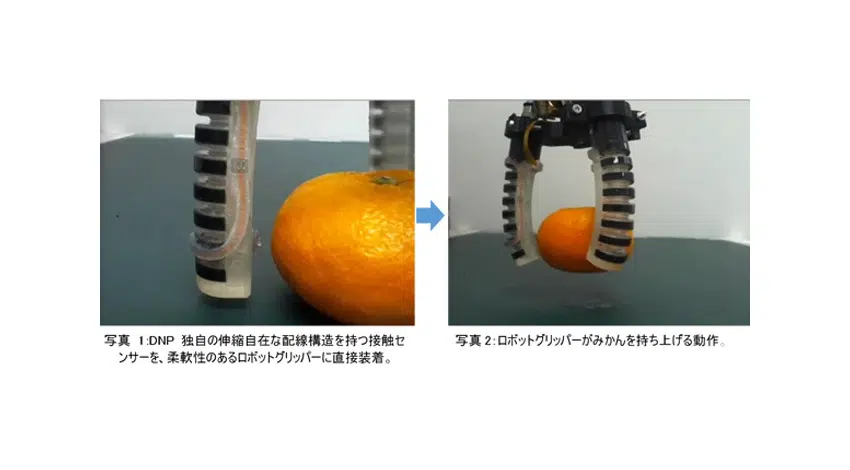 写真 1:DNP 独自の伸縮自在な配線構造を持つ接触セ
ンサーを、柔軟性のあるロボットグリッパーに直接装着。
写真2:ロボットグリッパーがみかんを持ち上げる動作。